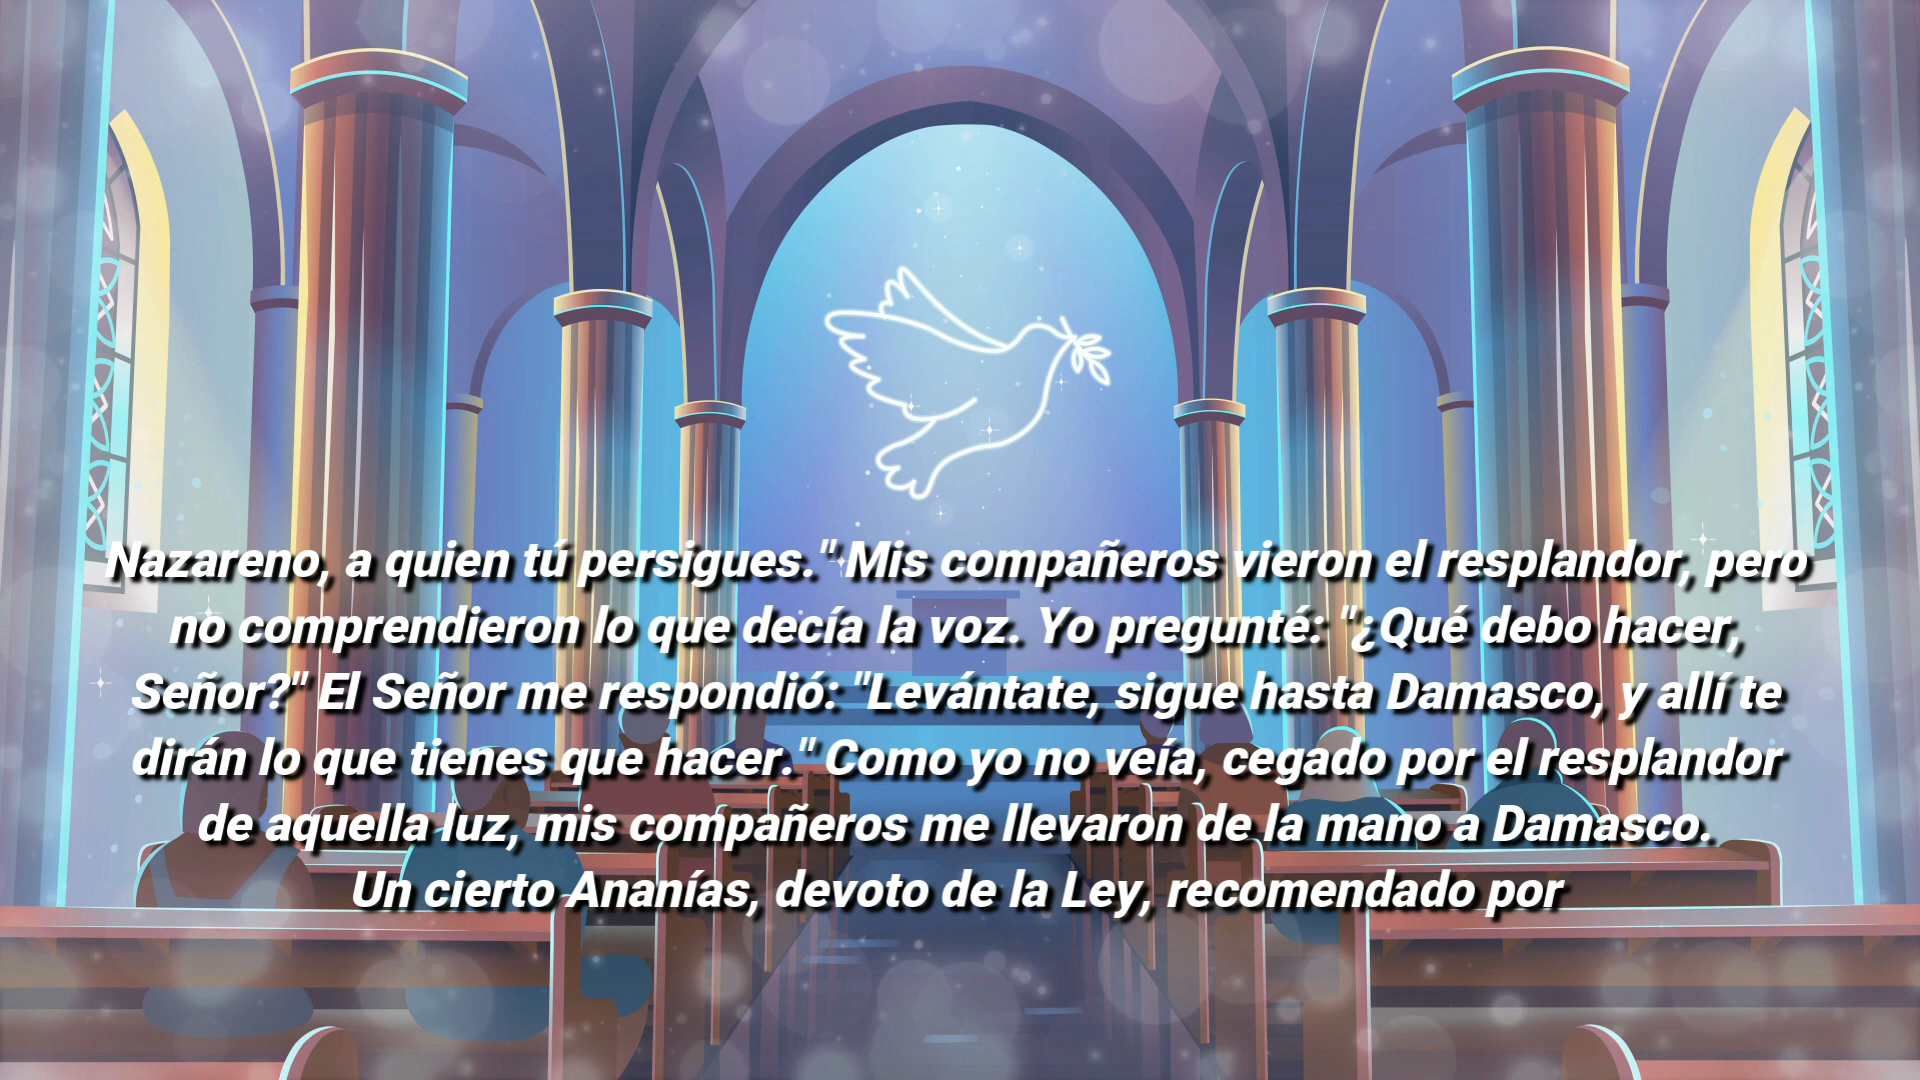 Nazareno, a quien tú persigues." Mis compañeros vieron el resplandor, pero
no comprendieron lo que decía la voz. Yo pregunté: "¿Qué debo hacer,
Señor?" El Señor me respondió: "Levántate, sigue hasta Damasco, y allí te
dirán lo que tienes que hacer." Como yo no veía, cegado por el resplandor
de aquella luz, mis compañeros me llevaron de la mano a Damasco.
Un cierto Ananías, devoto de la Ley, recomendado por